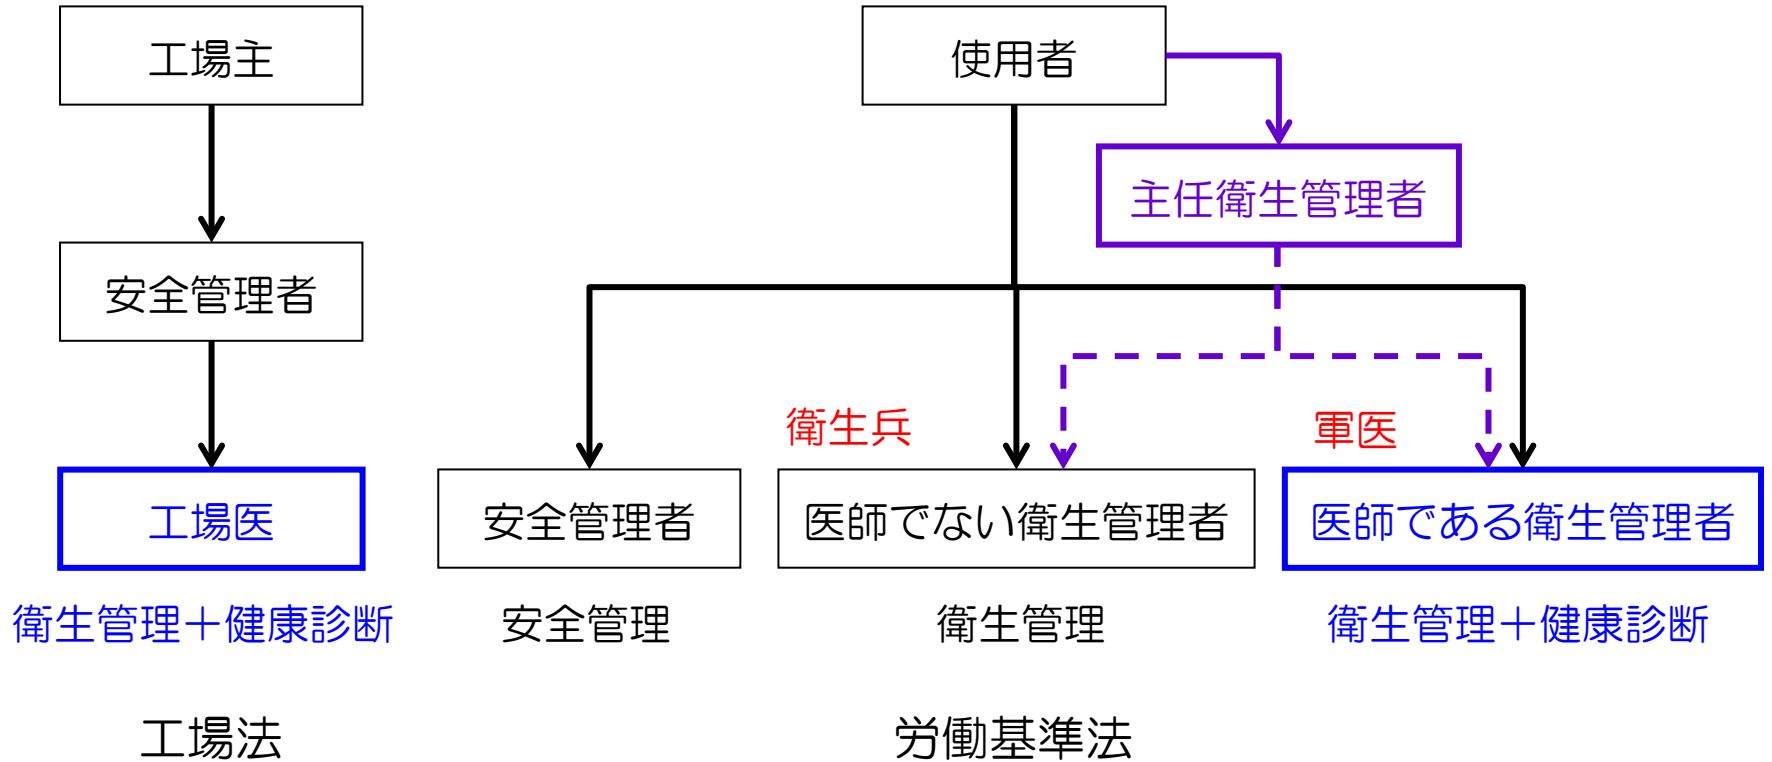 工場主
使用者
主任衛生管理者
安全管理者
衛生兵
軍医
工場医
安全管理者
医師でない衛生管理者
医師である衛生管理者
衛生管理＋健康診断
安全管理
衛生管理
衛生管理＋健康診断
工場法
労働基準法